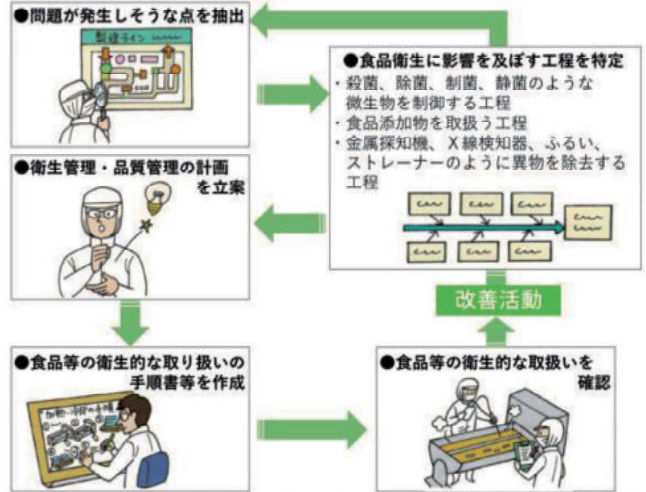 ●問題が発生しそうな点を抽出
製造ライン
●食品衛生に影響を及ぼす工程を特定
・殺菌、除菌、制菌、静菌のような
微生物を制御する工程
・食品添加物を取扱う工程
・金属探知機、X線検知器、ふるい、
ストレーナーのように異物を除去する
工程
●衛生管理・品質管理の計画
を立案
改善活動
●食品等の衛生的な取り扱いの
手順書等を作成
●食品等の衛生的な取扱いを
確認